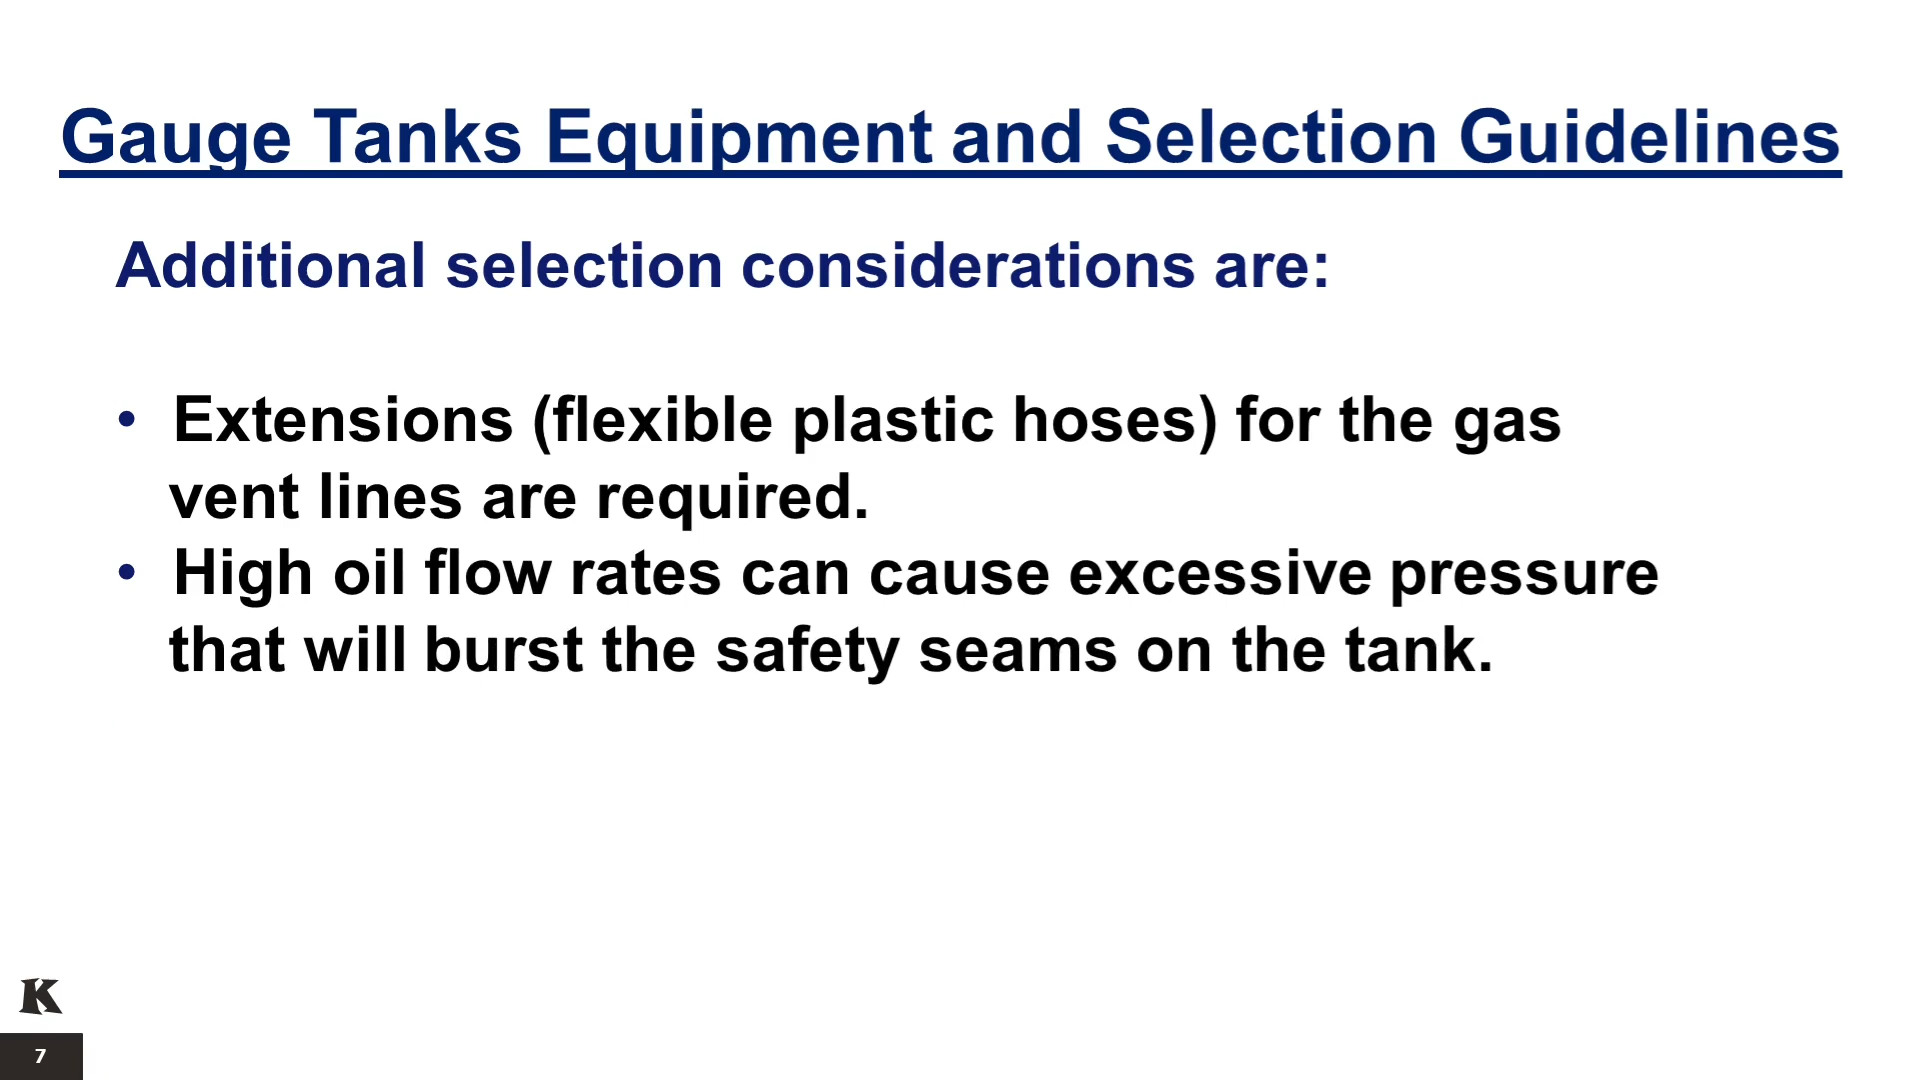 Gauge Tanks Equipment and Selection Guidelines
Additional selection considerations are:
• Extensions (flexible plastic hoses) for the gas
vent lines are required.
• High oil flow rates can cause excessive pressure
that will burst the safety seams on the tank.
K
7